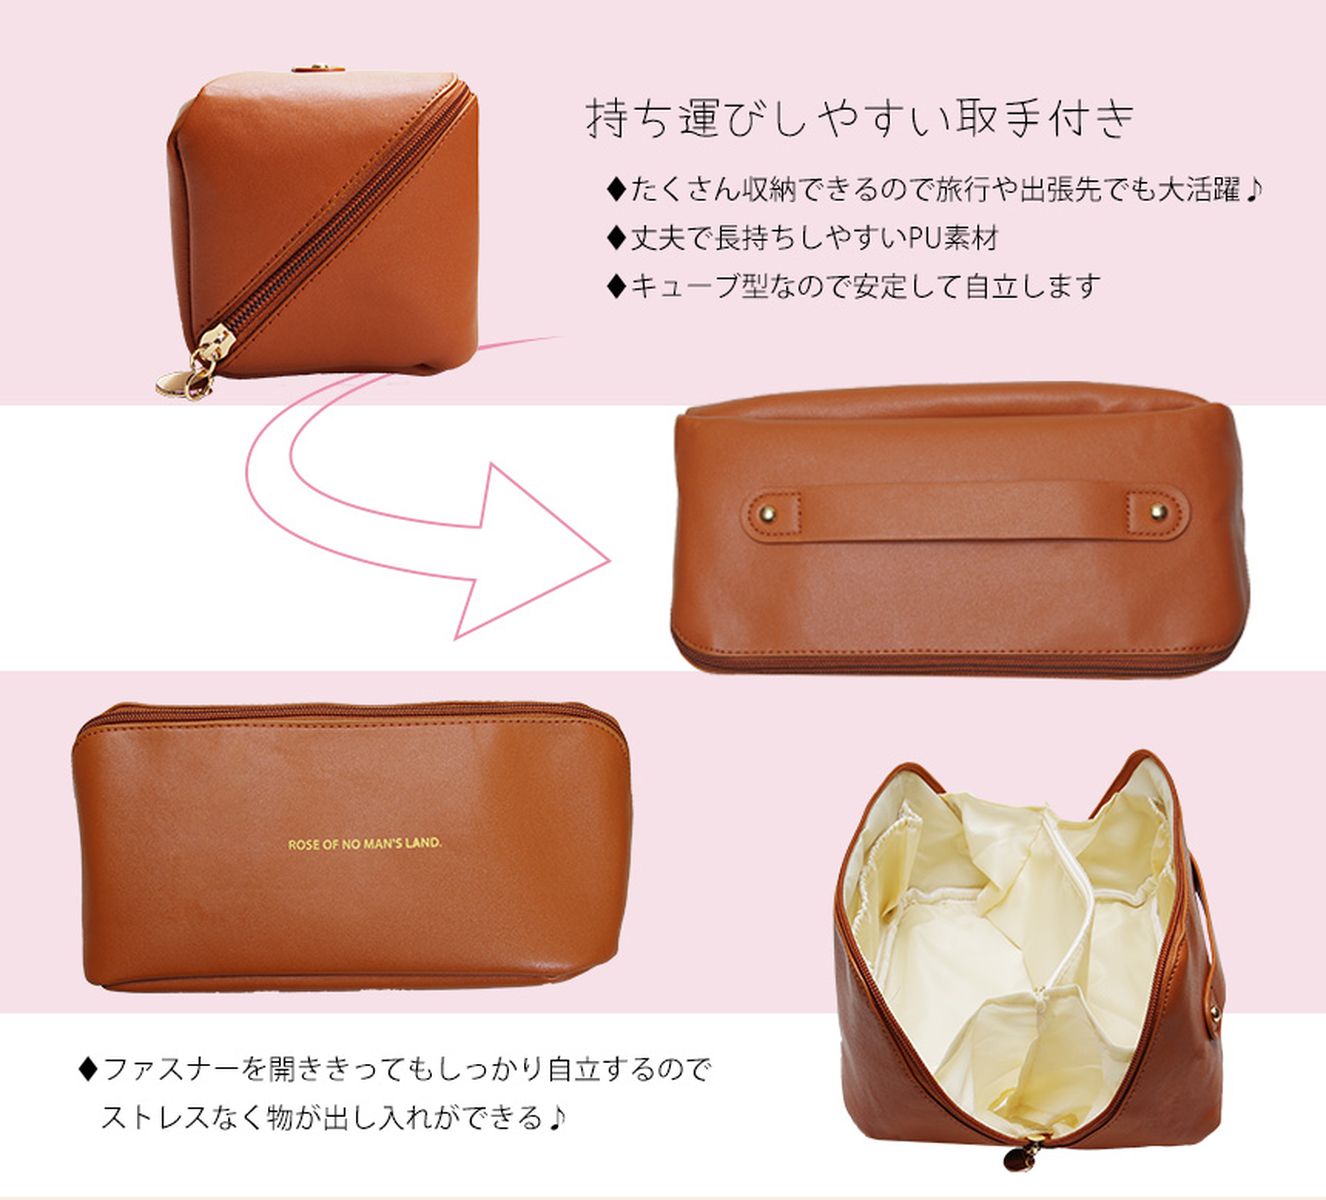 持ち運びしやすい取手付き
♦たくさん収納できるので旅行や出張先でも大活躍♪
♦丈夫で長持ちしやすいPU素材
♦キューブ型なので安定して自立します
ROSE OF NO MAN'S LAND.
♦ファスナーを開ききってもしっかり自立するので
ストレスなく物が出し入れができる♪